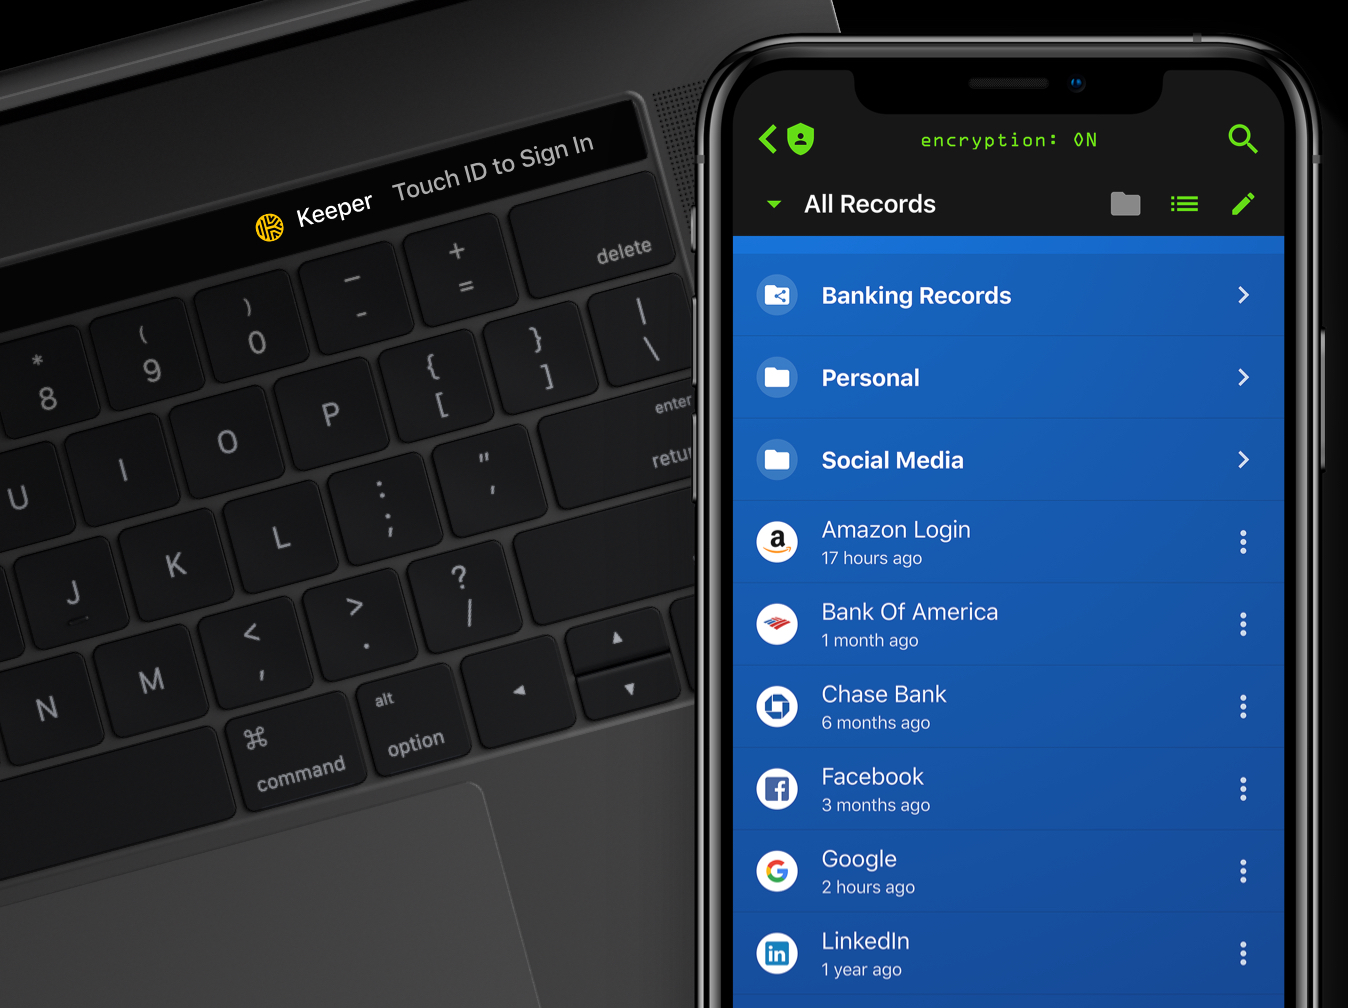 Keeper Touch ID to Sign In
delete
+
=
—
-
)
0
(
9
*
8
|
\
}
]
{
[
P
O
I
U
enter
"
,
:
;
L
K
J
?
/
>
.
<
,
M
N
alt
option
⌘
command
encryption: ON
All Records
Banking Records
Personal
Social Media
a
Amazon Login
17 hours ago
Bank Of America
1 month ago
Chase Bank
6 months ago
f
Facebook
3 months ago
G
Google
2 hours ago
in
LinkedIn
1 year ago